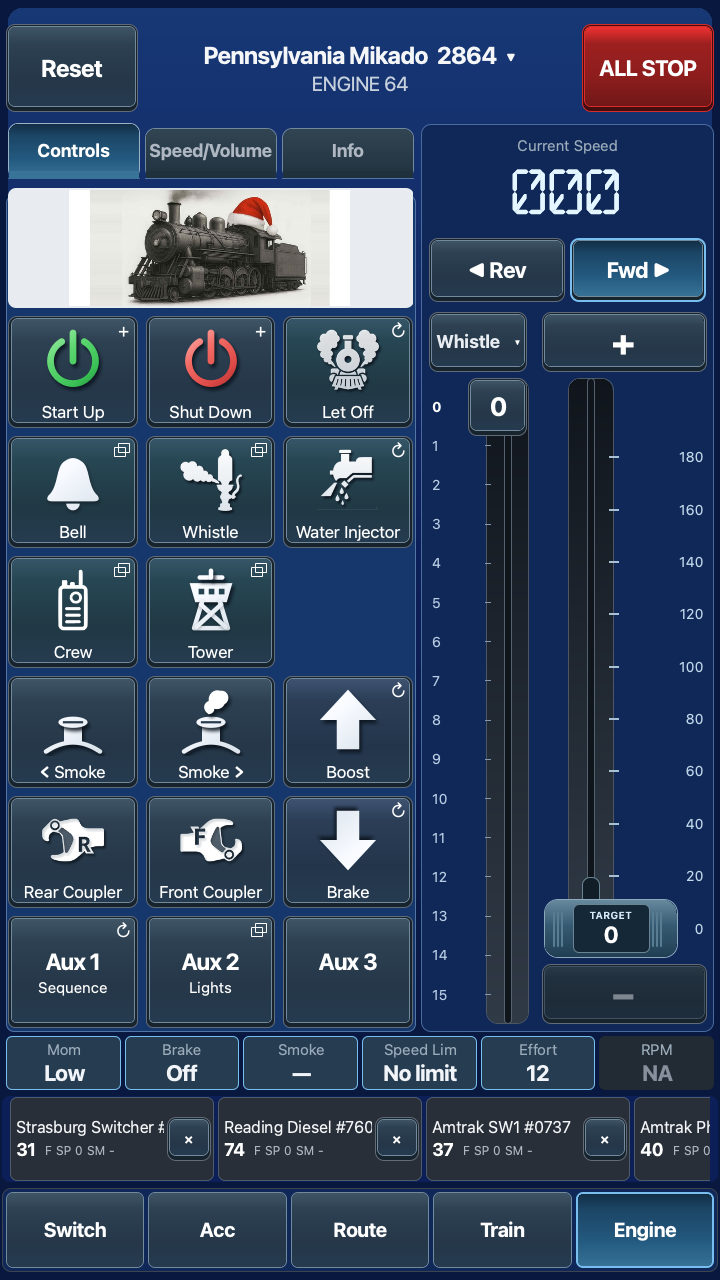 Reset
Pennsylvania Mikado 2864 ▼
ENGINE 64
ALL STOP
Controls
Speed/Volume
Info
Current Speed
000
◀ Rev
Fwd ▶
Whistle
+
Start Up
Shut Down
Let Off
Bell
Whistle
Water Injector
Crew
Tower
< Smoke
Smoke >
Boost
R
Rear Coupler
F
Front Coupler
Brake
Aux 1
Sequence
Aux 2
Lights
Aux 3
0
0
1
2
3
4
5
6
7
8
9
10
11
12
13
14
15
180
160
140
120
100
80
60
40
20
0
TARGET
0
–
Mom
Low
Brake
Off
Smoke
—
Speed Lim
No limit
Effort
12
RPM
NA
Strasburg Switcher #
31 F SP 0 SM -
×
Reading Diesel #760
74 F SP 0 SM -
×
Amtrak SW1 #0737
37 F SP 0 SM -
×
Amtrak Ph
40 F SP 0
Switch
Acc
Route
Train
Engine